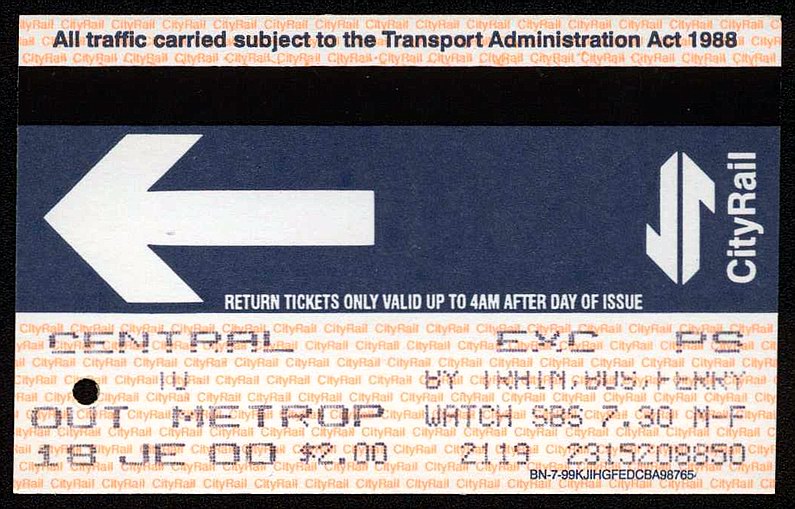 All traffic carried subject to the Transport Administration Act 1988
CityRail
RETURN TICKETS ONLY VALID UP TO 4AM AFTER DAY OF ISSUE
CENTRAL EXC PS
TO BY TRAIN,BUS,FERRY
OUT METROP WATCH SBS 7.30 M-F
18 JE 00 $2.00 2119 2315208850
BN-7-99KJIHGFEDCBA98765